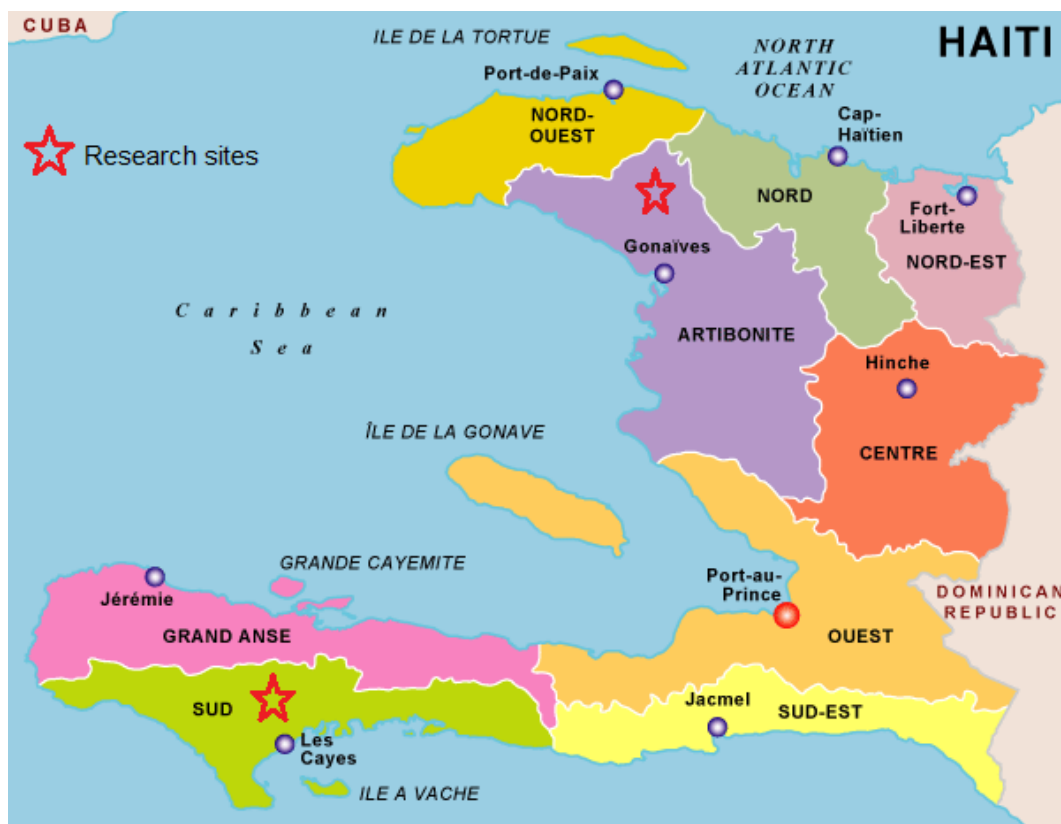 CUBA
ILE DE LA TORTUE
NORTH
ATLANTIC
OCEAN
HAITI
Port-de-Paix
NORD-
OUEST
Cap-
Haïtien
Research sites
NORD
Fort-
Liberte
NORD-EST
Gonaïves
Caribbean
Sea
ARTIBONITE
Hinche
CENTRE
ÎLE DE LA GONAVE
GRANDE CAYEMITE
Jérémie
Port-au-
Prince
DOMINICAN
REPUBLIC
GRAND ANSE
OUEST
SUD
Jacmel
SUD-EST
Les
Cayes
ILE A VACHE